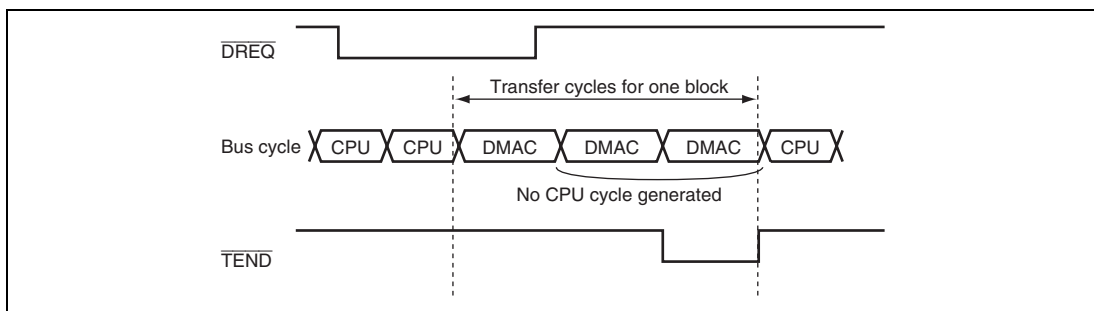 DREQ
Transfer cycles for one block
Bus cycle CPU CPU DMAC DMAC DMAC CPU
No CPU cycle generated
TEND